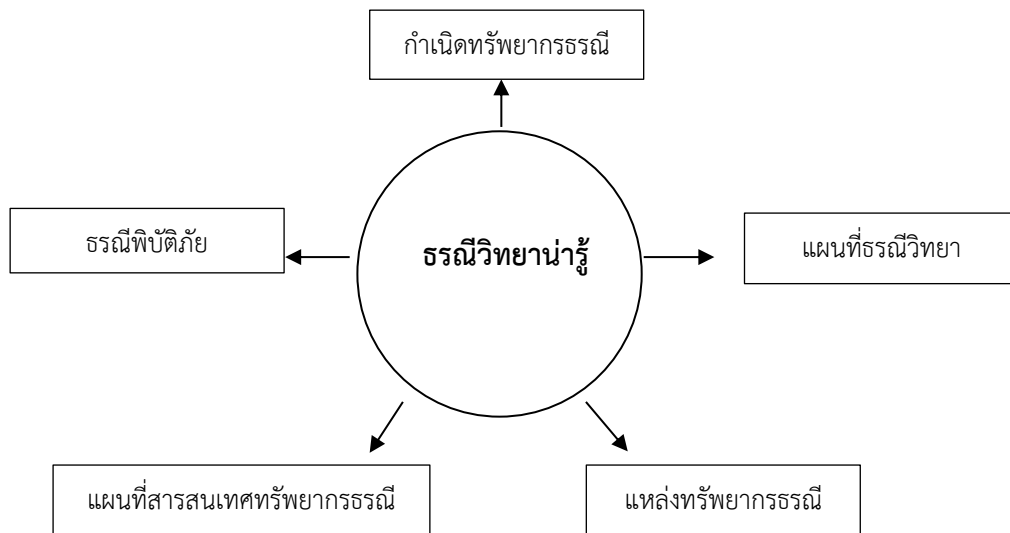 กำเนิดทรัพยากรธรณี
ธรณีพิบัติภัย
ธรณีวิทยาน่ารู้
แผนที่ธรณีวิทยา
แผนที่สารสนเทศทรัพยากรธรณี
แหล่งทรัพยากรธรณี